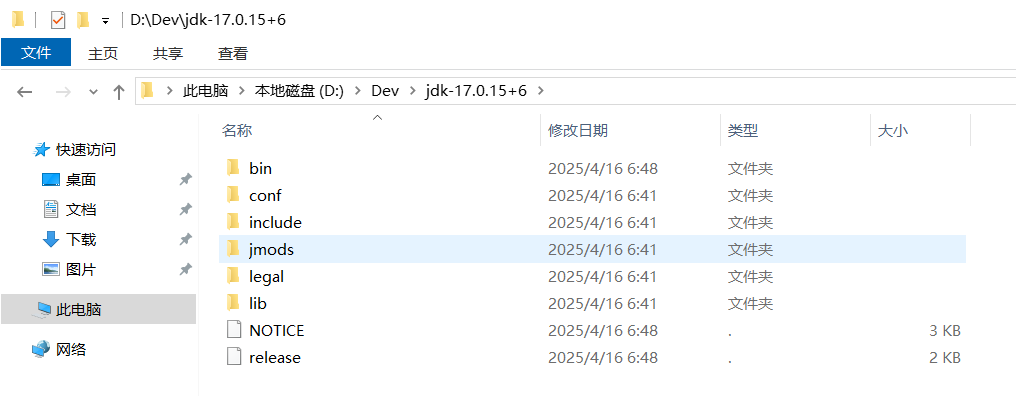 D:\Dev\jdk-17.0.15+6
文件 主页 共享 查看
此电脑 本地磁盘 (D:) Dev jdk-17.0.15+6
快速访问
桌面
文档
下载
图片
此电脑
网络
名称 修改日期 类型 大小
bin 2025/4/16 6:48 文件夹
conf 2025/4/16 6:41 文件夹
include 2025/4/16 6:41 文件夹
jmods 2025/4/16 6:41 文件夹
legal 2025/4/16 6:41 文件夹
lib 2025/4/16 6:41 文件夹
NOTICE 2025/4/16 6:48 . 3 KB
release 2025/4/16 6:48 . 2 KB